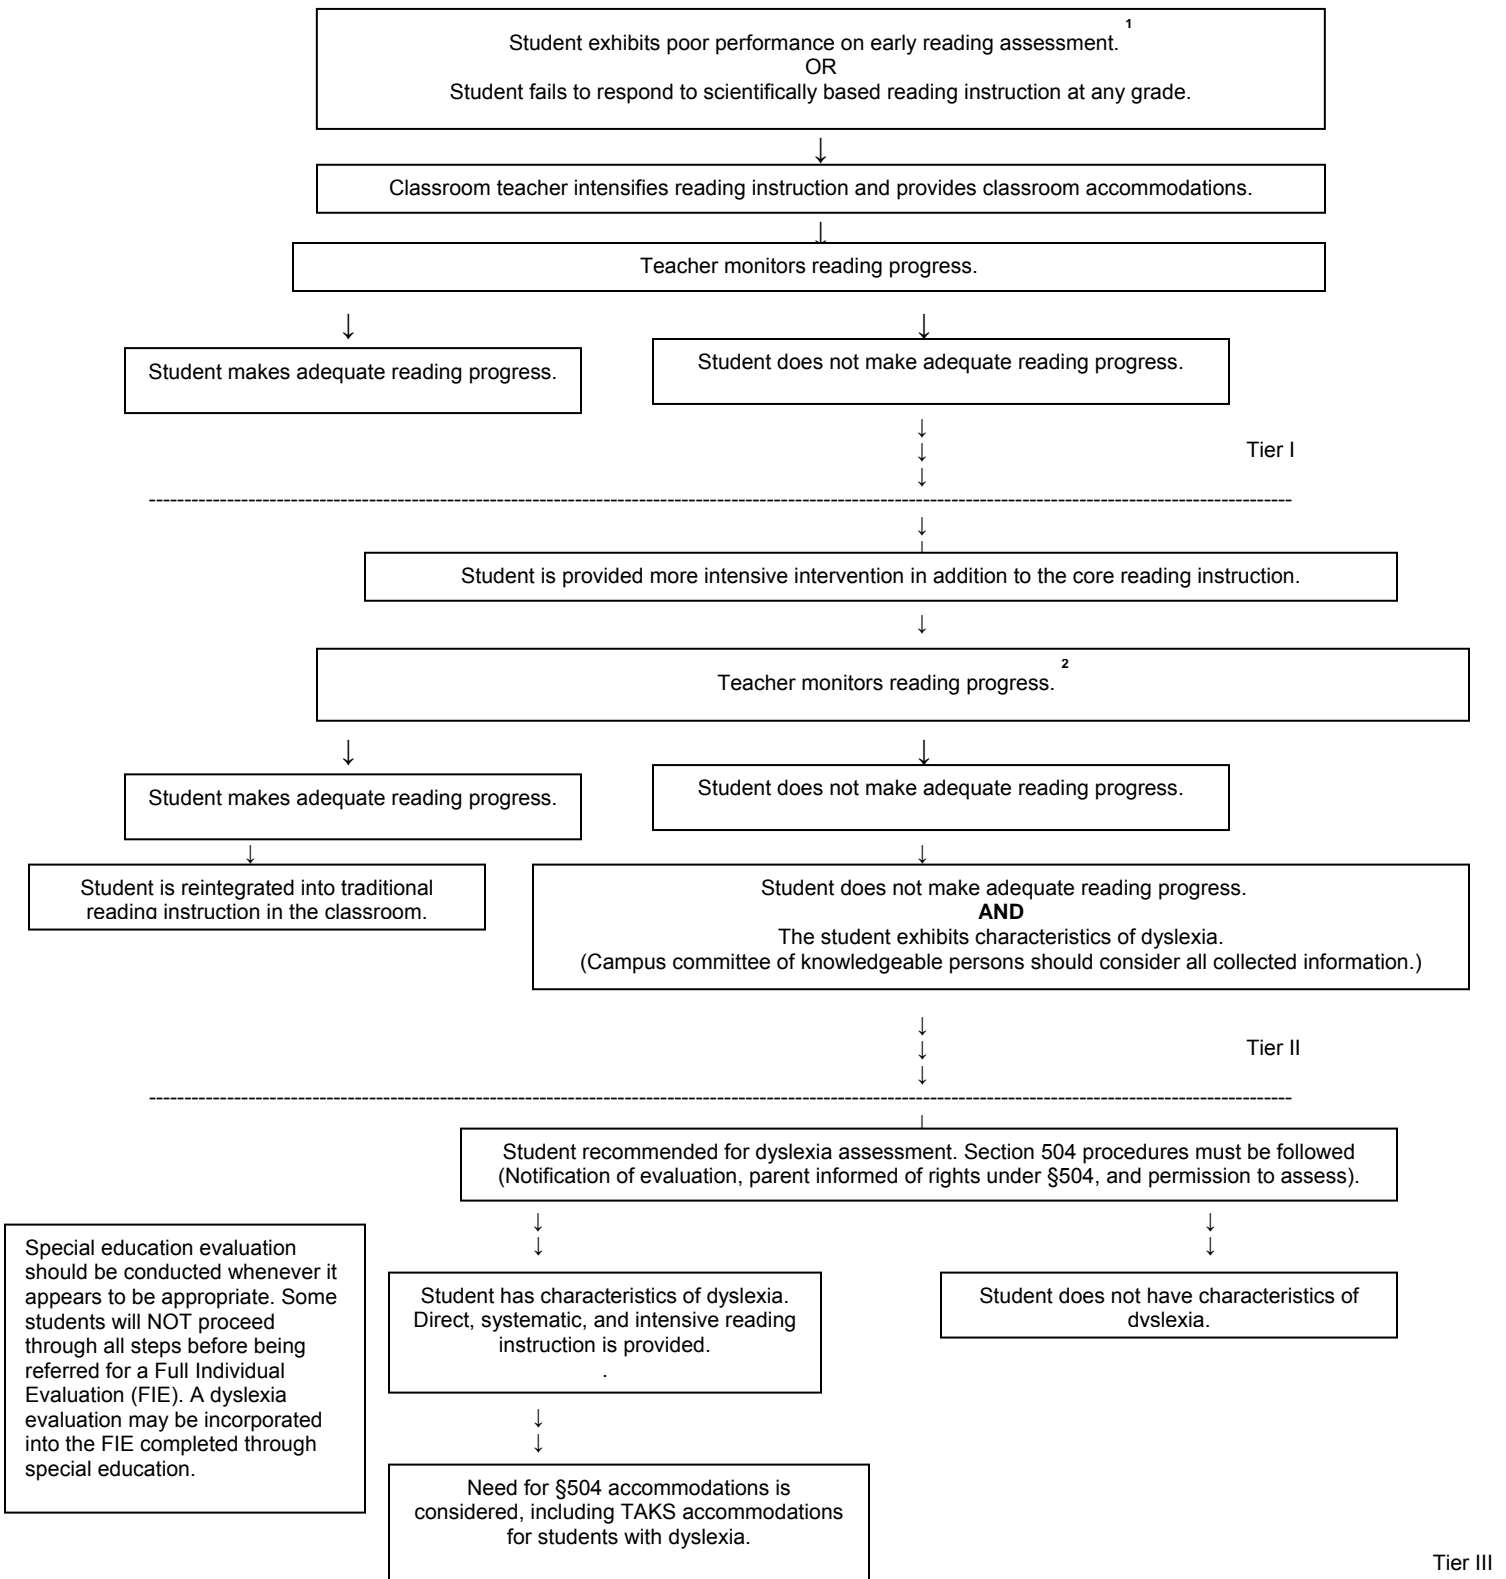 Student exhibits poor performance on early reading assessment. 1
OR
Student fails to respond to scientifically based reading instruction at any grade.
↓
Classroom teacher intensifies reading instruction and provides classroom accommodations.
↓
Teacher monitors reading progress.
↓ ↓
Student makes adequate reading progress.
Student does not make adequate reading progress.
↓
↓
↓
Tier I
--------------------------------------------------------------------------------
↓
Student is provided more intensive intervention in addition to the core reading instruction.
↓
Teacher monitors reading progress. 2
↓ ↓
Student makes adequate reading progress.
Student does not make adequate reading progress.
↓ ↓
Student is reintegrated into traditional
reading instruction in the classroom.
Student does not make adequate reading progress.
AND
The student exhibits characteristics of dyslexia.
(Campus committee of knowledgeable persons should consider all collected information.)
↓
↓
↓
Tier II
--------------------------------------------------------------------------------
Student recommended for dyslexia assessment. Section 504 procedures must be followed
(Notification of evaluation, parent informed of rights under §504, and permission to assess).
↓ ↓
↓ ↓
Special education evaluation
should be conducted whenever it
appears to be appropriate. Some
students will NOT proceed
through all steps before being
referred for a Full Individual
Evaluation (FIE). A dyslexia
evaluation may be incorporated
into the FIE completed through
special education.
Student has characteristics of dyslexia.
Direct, systematic, and intensive reading
instruction is provided.
.
Student does not have characteristics of
dyslexia.
↓
↓
Need for §504 accommodations is
considered, including TAKS accommodations
for students with dyslexia.
Tier III